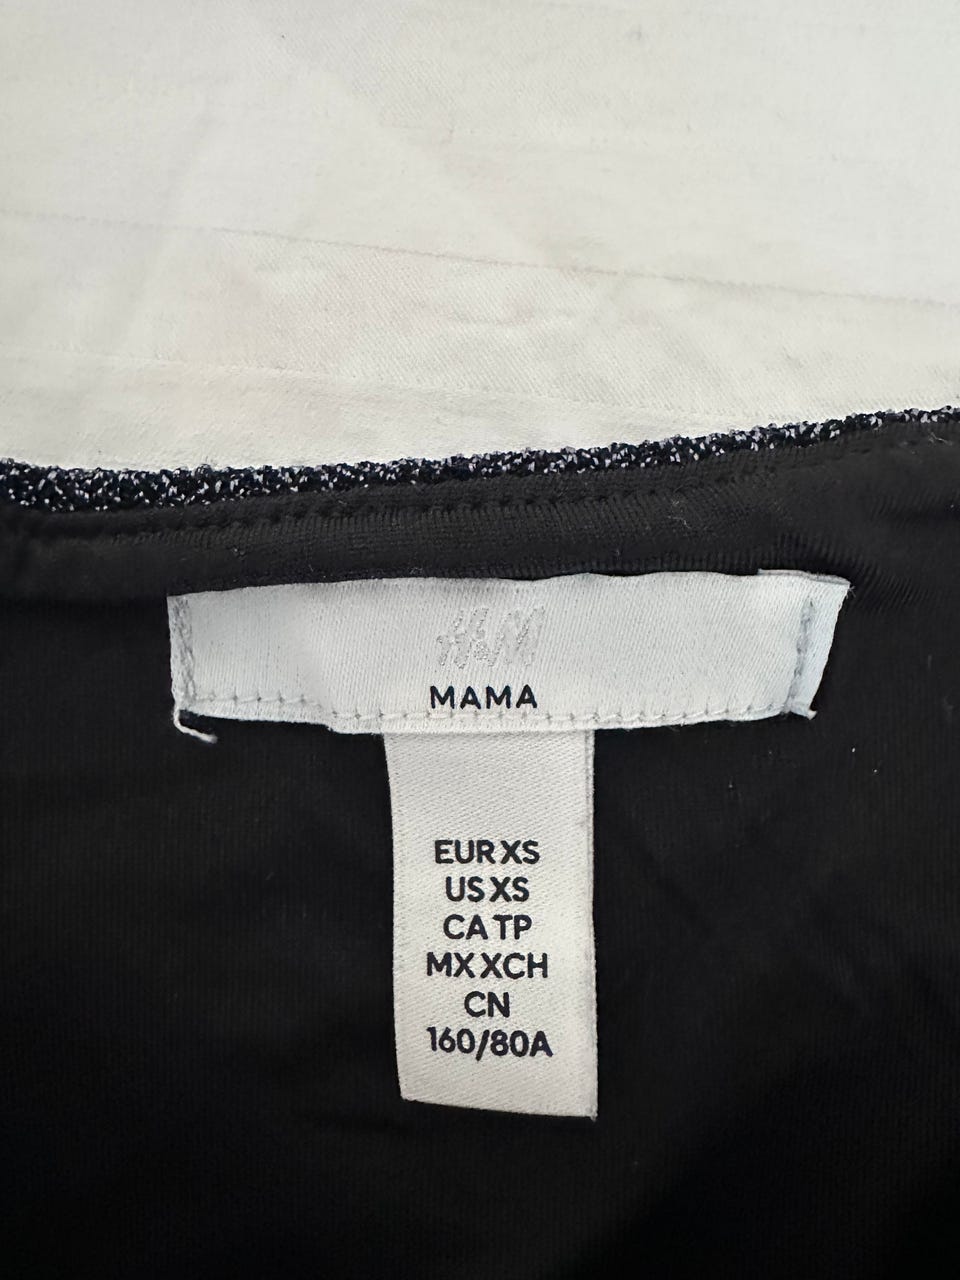 H&M
MAMA
EUR XS
US XS
CA TP
MX XCH
CN
160/80A